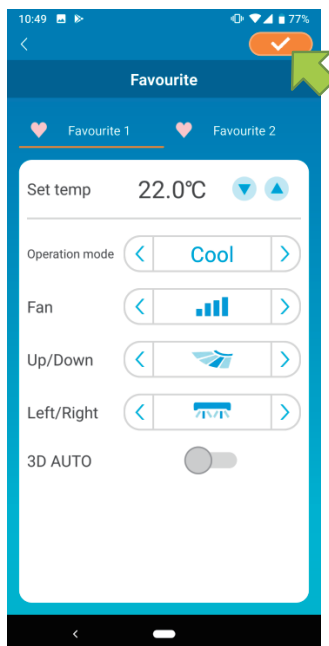 10:49 77%
Favourite
Favourite 1 Favourite 2
Set temp 22.0℃
Operation mode Cool
Fan
Up/Down
Left/Right
3D AUTO